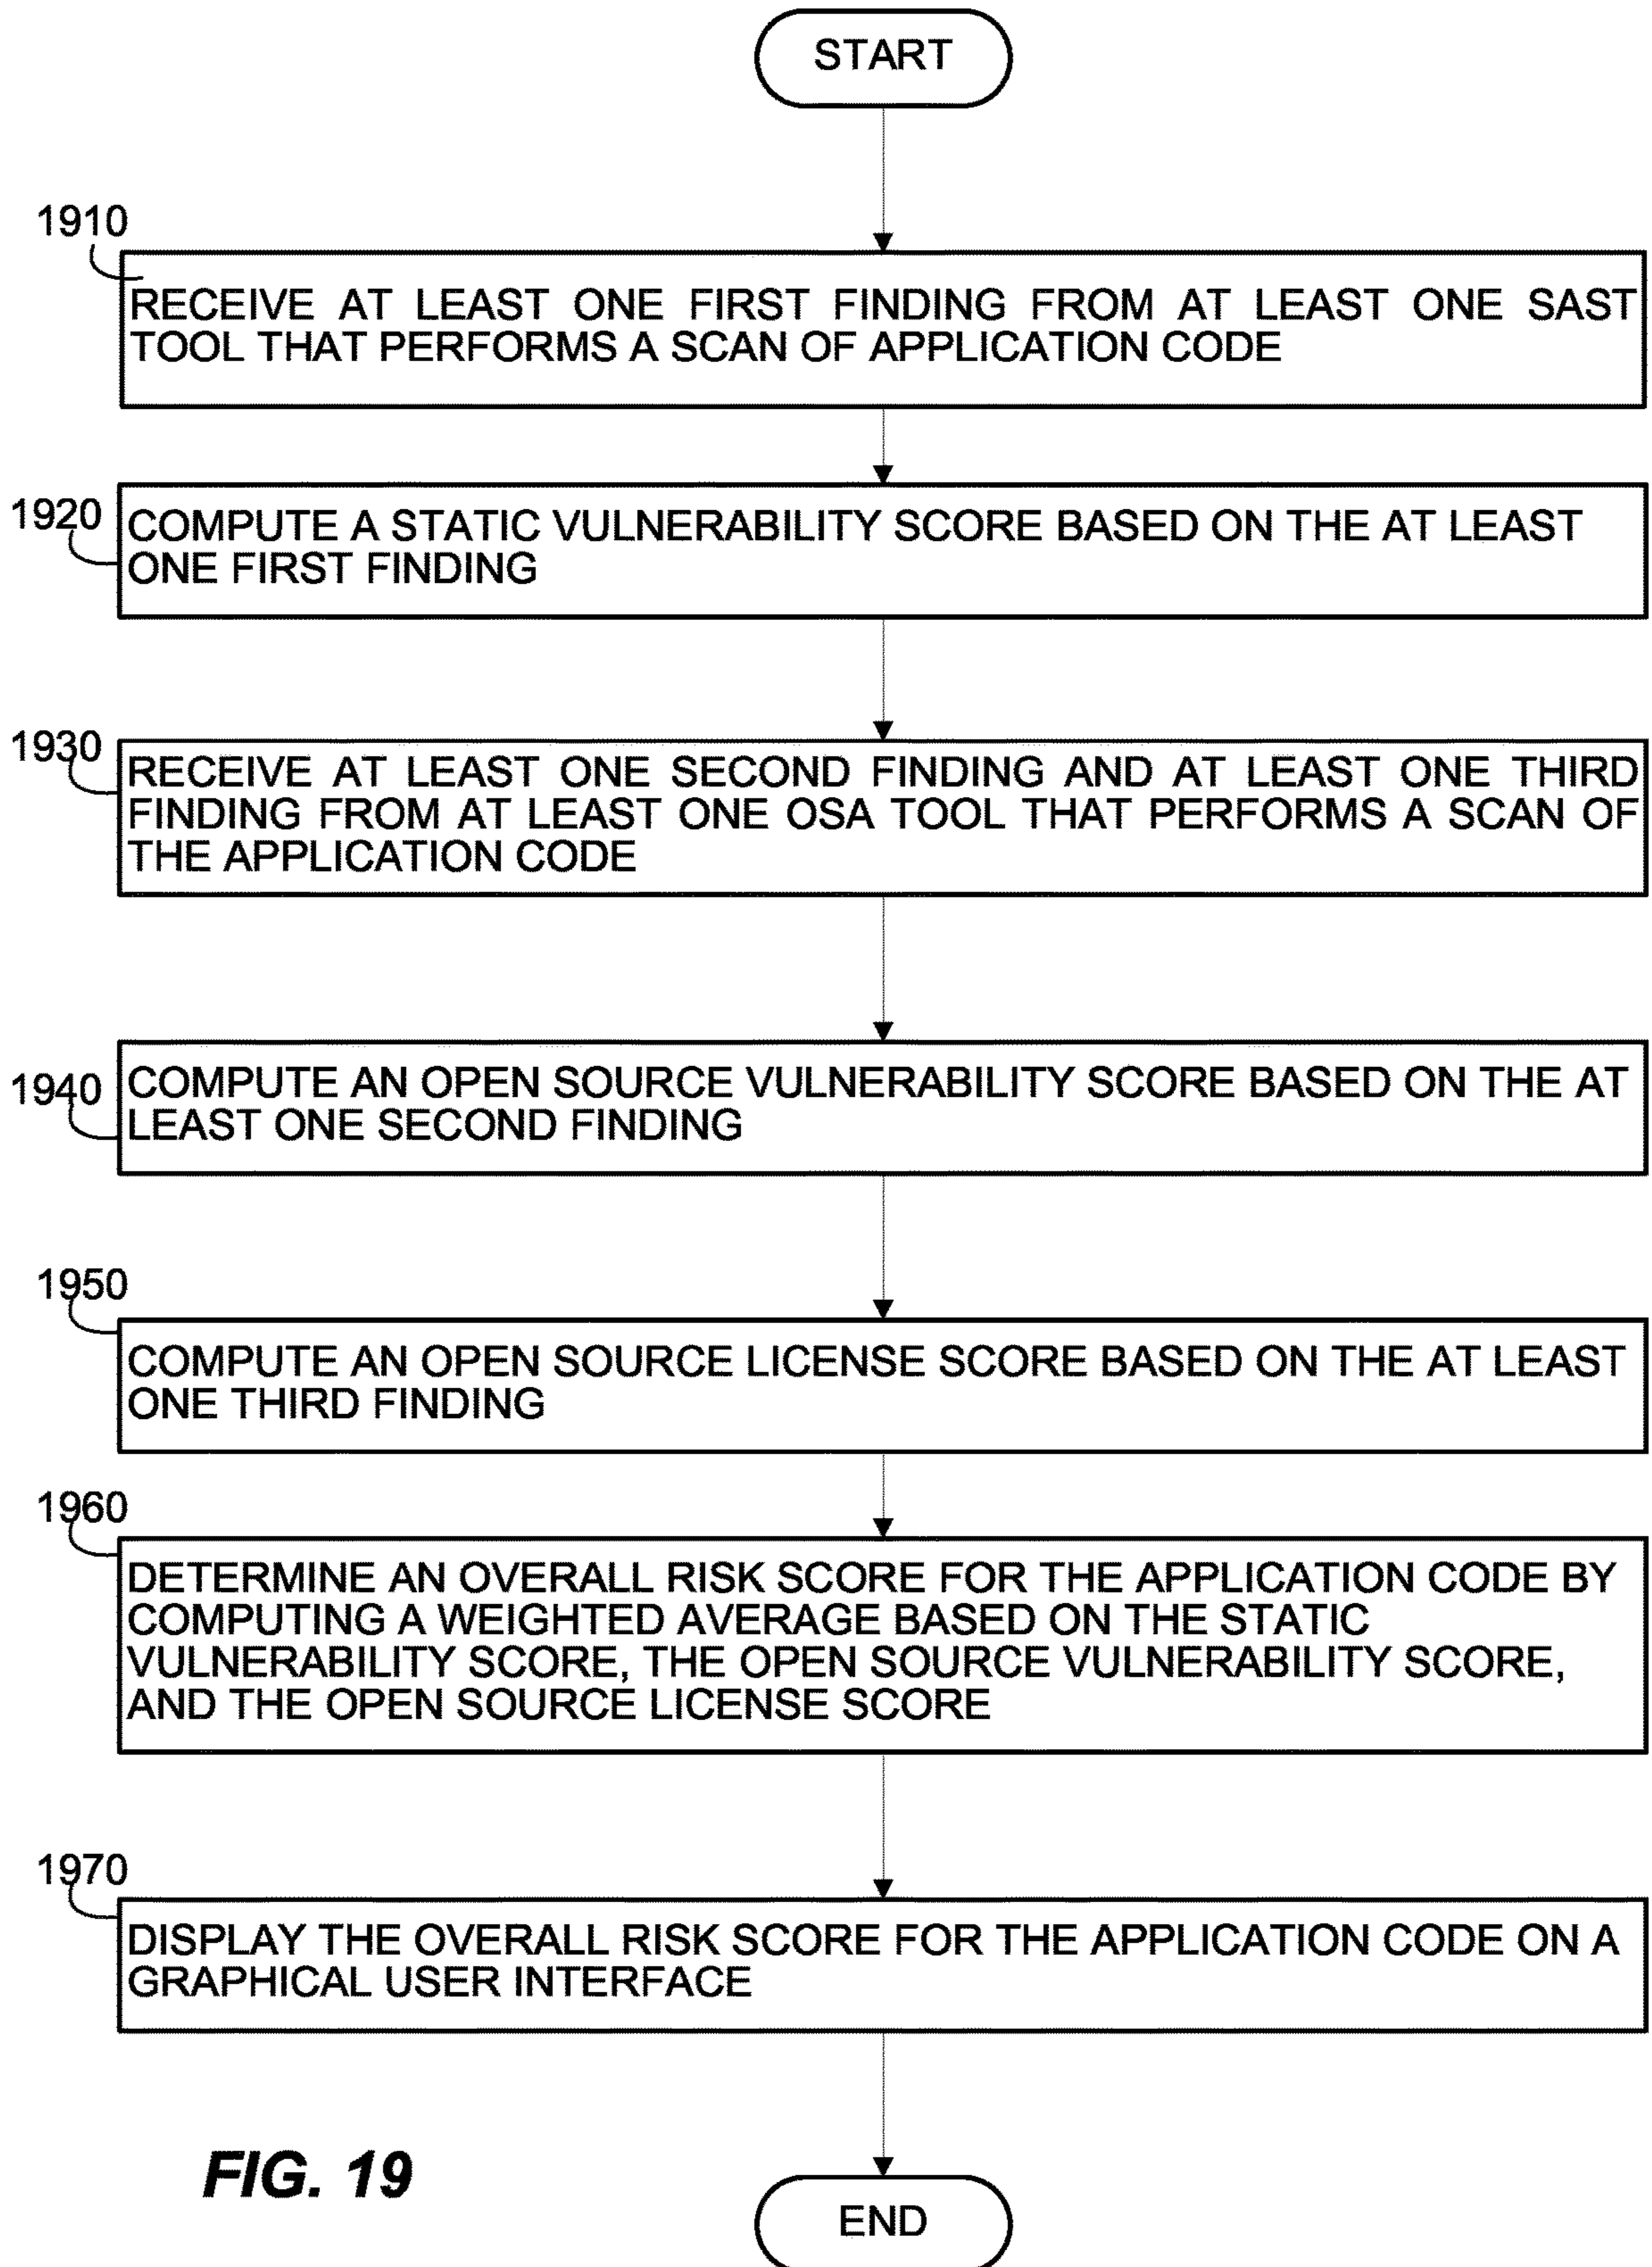 START
1910
RECEIVE AT LEAST ONE FIRST FINDING FROM AT LEAST ONE SAST
TOOL THAT PERFORMS A SCAN OF APPLICATION CODE
1920
COMPUTE A STATIC VULNERABILITY SCORE BASED ON THE AT LEAST
ONE FIRST FINDING
1930
RECEIVE AT LEAST ONE SECOND FINDING AND AT LEAST ONE THIRD
FINDING FROM AT LEAST ONE OSA TOOL THAT PERFORMS A SCAN OF
THE APPLICATION CODE
1940
COMPUTE AN OPEN SOURCE VULNERABILITY SCORE BASED ON THE AT
LEAST ONE SECOND FINDING
1950
COMPUTE AN OPEN SOURCE LICENSE SCORE BASED ON THE AT LEAST
ONE THIRD FINDING
1960
DETERMINE AN OVERALL RISK SCORE FOR THE APPLICATION CODE BY
COMPUTING A WEIGHTED AVERAGE BASED ON THE STATIC
VULNERABILITY SCORE, THE OPEN SOURCE VULNERABILITY SCORE,
AND THE OPEN SOURCE LICENSE SCORE
1970
DISPLAY THE OVERALL RISK SCORE FOR THE APPLICATION CODE ON A
GRAPHICAL USER INTERFACE
FIG. 19
END